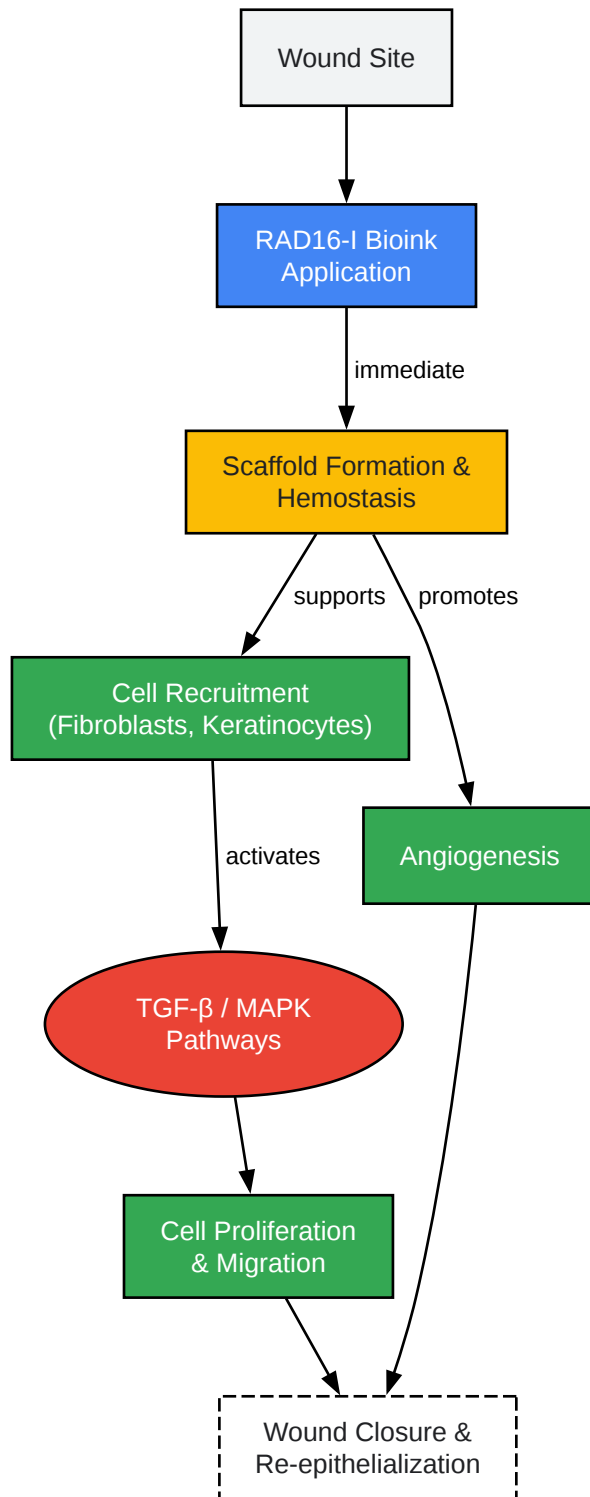 Wound Site
RAD16-I Bioink
Application
immediate
Scaffold Formation &
Hemostasis
supports
promotes
Cell Recruitment
(Fibroblasts, Keratinocytes)
activates
Angiogenesis
TGF-β / MAPK
Pathways
Cell Proliferation
& Migration
Wound Closure &
Re-epithelialization